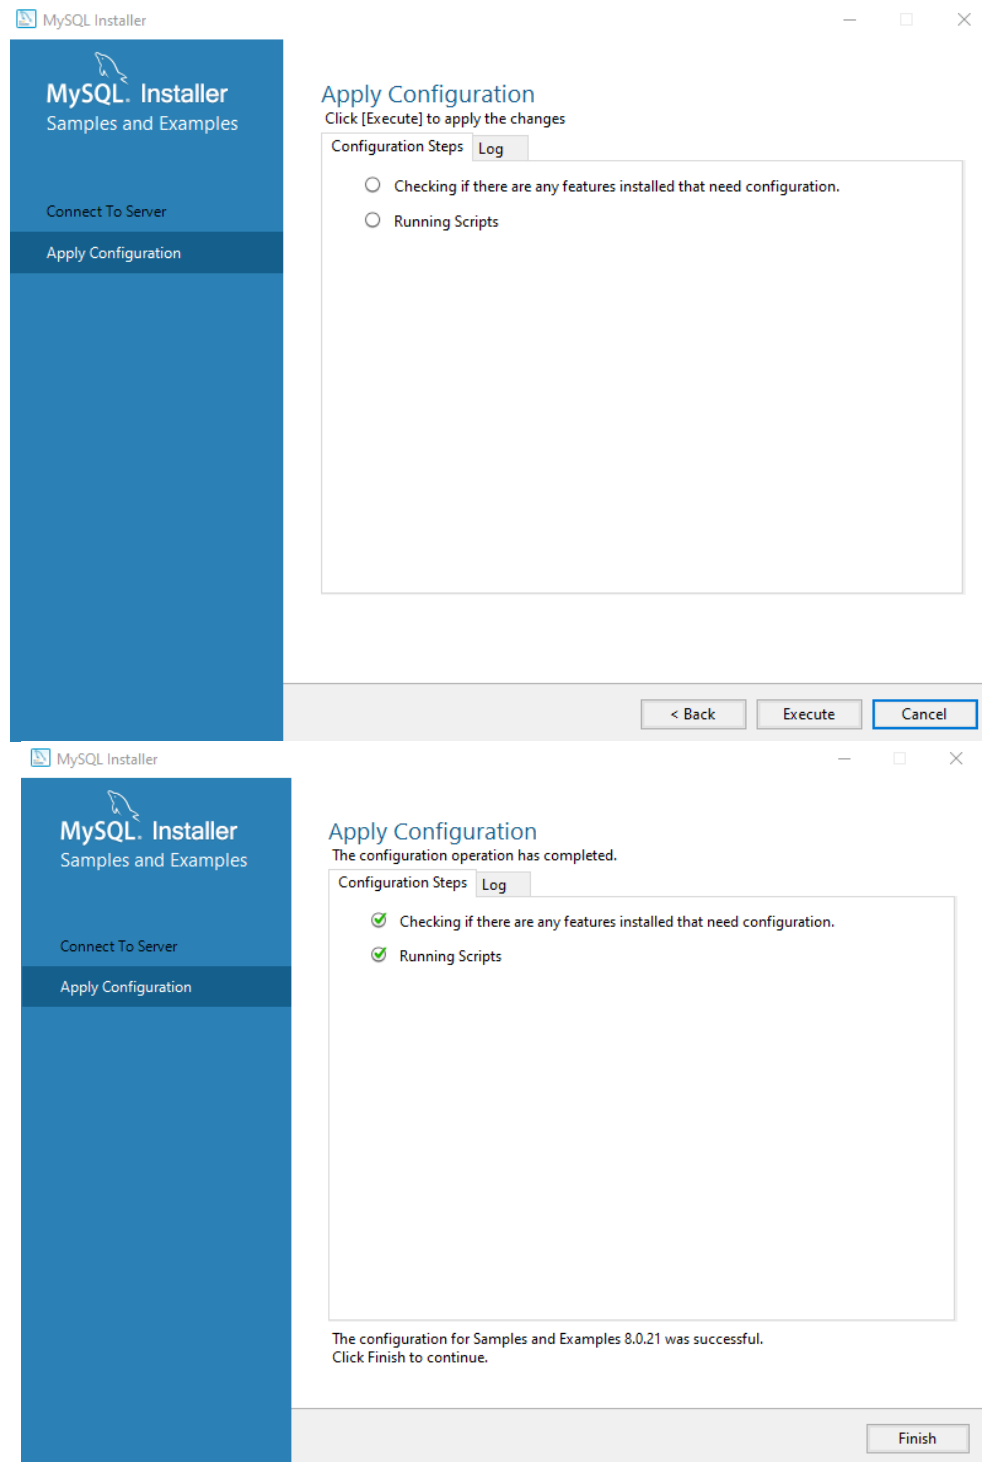 MySQL Installer
MySQL. Installer
Samples and Examples
Connect To Server
Apply Configuration
Apply Configuration
Click [Execute] to apply the changes
Configuration Steps Log
Checking if there are any features installed that need configuration.
Running Scripts
< Back Execute Cancel
MySQL Installer
MySQL. Installer
Samples and Examples
Connect To Server
Apply Configuration
Apply Configuration
The configuration operation has completed.
Configuration Steps Log
Checking if there are any features installed that need configuration.
Running Scripts
The configuration for Samples and Examples 8.0.21 was successful.
Click Finish to continue.
Finish